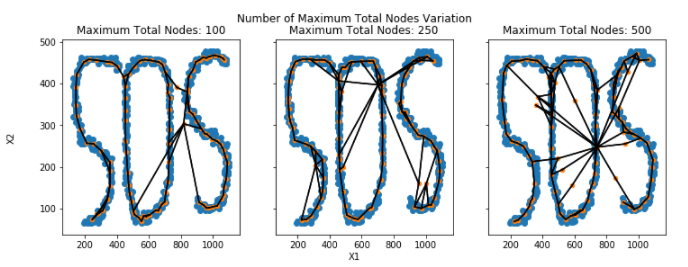 Number of Maximum Total Nodes Variation
Maximum Total Nodes: 100 Maximum Total Nodes: 250 Maximum Total Nodes: 500
500
400
300
200
100
X2
200 400 600 800 1000 200 400 600 800 1000 200 400 600 800 1000
X1